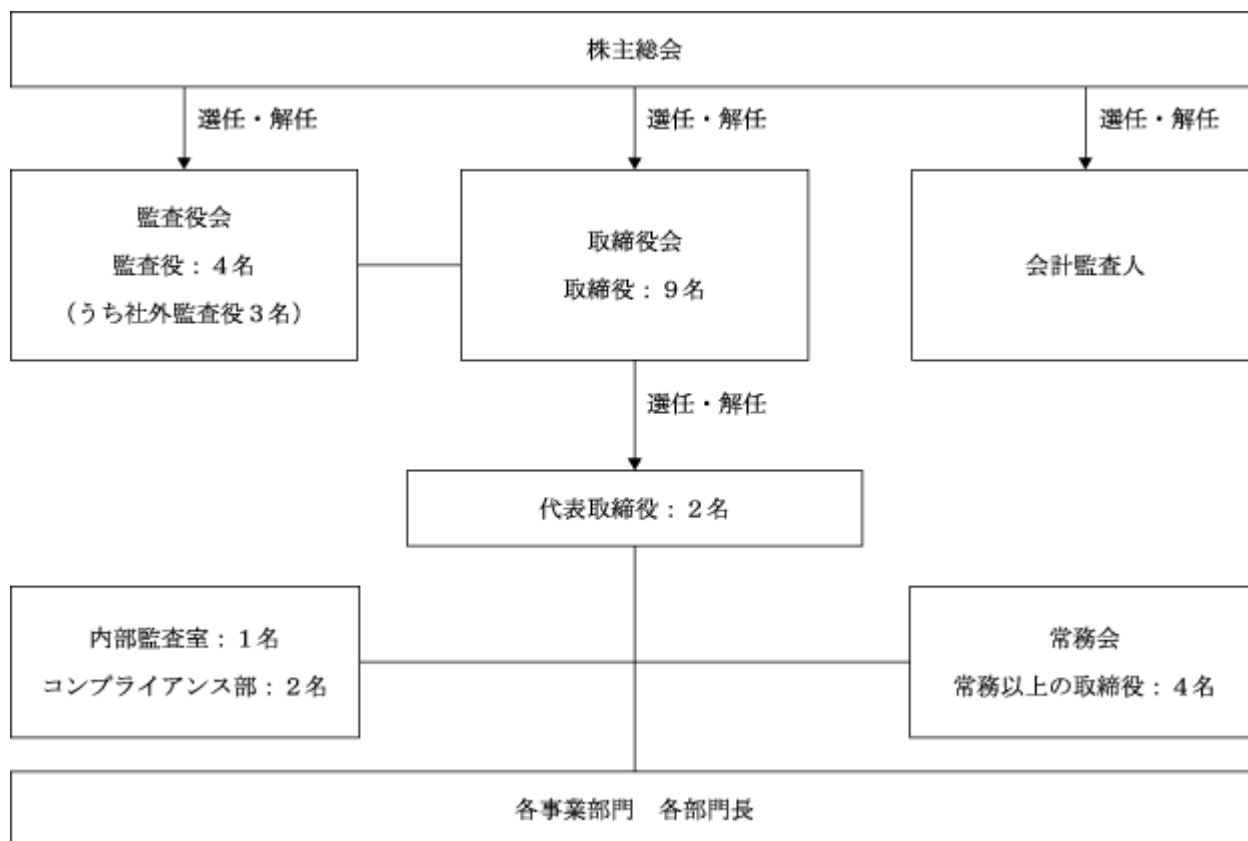 株主総会
選任・解任
選任・解任
選任・解任
監査役会
監査役：４名
（うち社外監査役３名）
取締役会
取締役：９名
会計監査人
選任・解任
代表取締役：２名
内部監査室：１名
コンプライアンス部：２名
常務会
常務以上の取締役：４名
各事業部門　各部門長